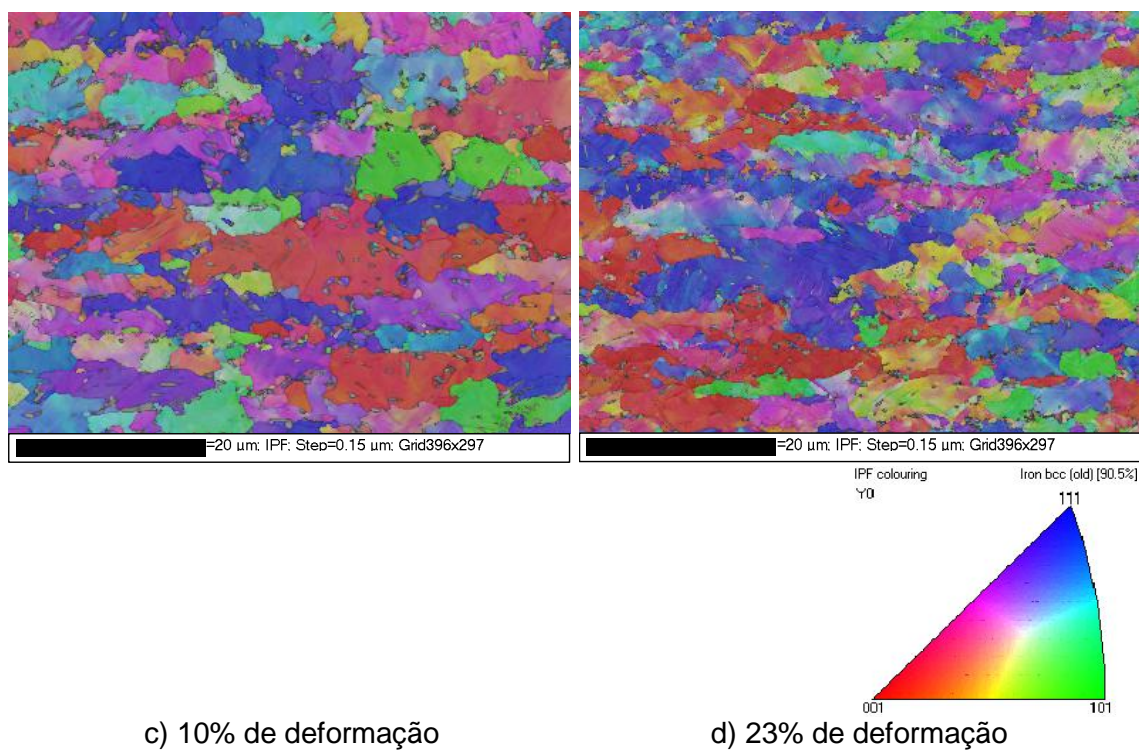 =20 µm; IPF; Step=0.15 µm; Grid396x297
=20 µm; IPF; Step=0.15 µm; Grid396x297
IPF colouring
Iron bcc (old) [90.5%]
Y0
111
001
101
c) 10% de deformação
d) 23% de deformação